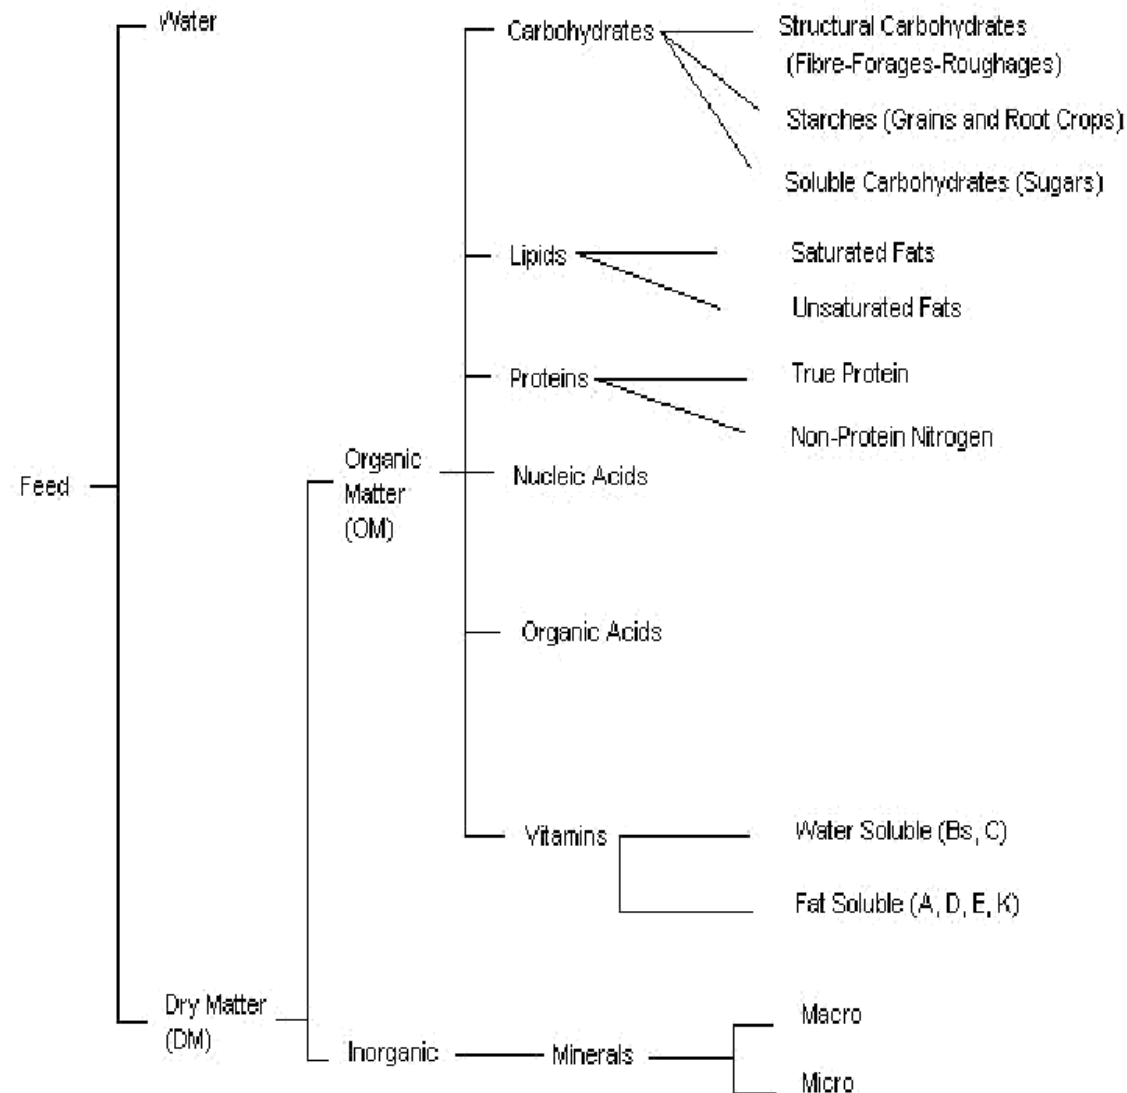 Water
Carbohydrates
Structural Carbohydrates
(Fibre-Forages-Roughages)
Starches (Grains and Root Crops)
Soluble Carbohydrates (Sugars)
Lipids
Saturated Fats
Unsaturated Fats
Proteins
True Protein
Non-Protein Nitrogen
Feed
Organic
Matter
(OM)
Nucleic Acids
Organic Acids
Vitamins
Water Soluble (Bs, C)
Fat Soluble (A, D, E, K)
Dry Matter
(DM)
Inorganic
Minerals
Macro
Micro